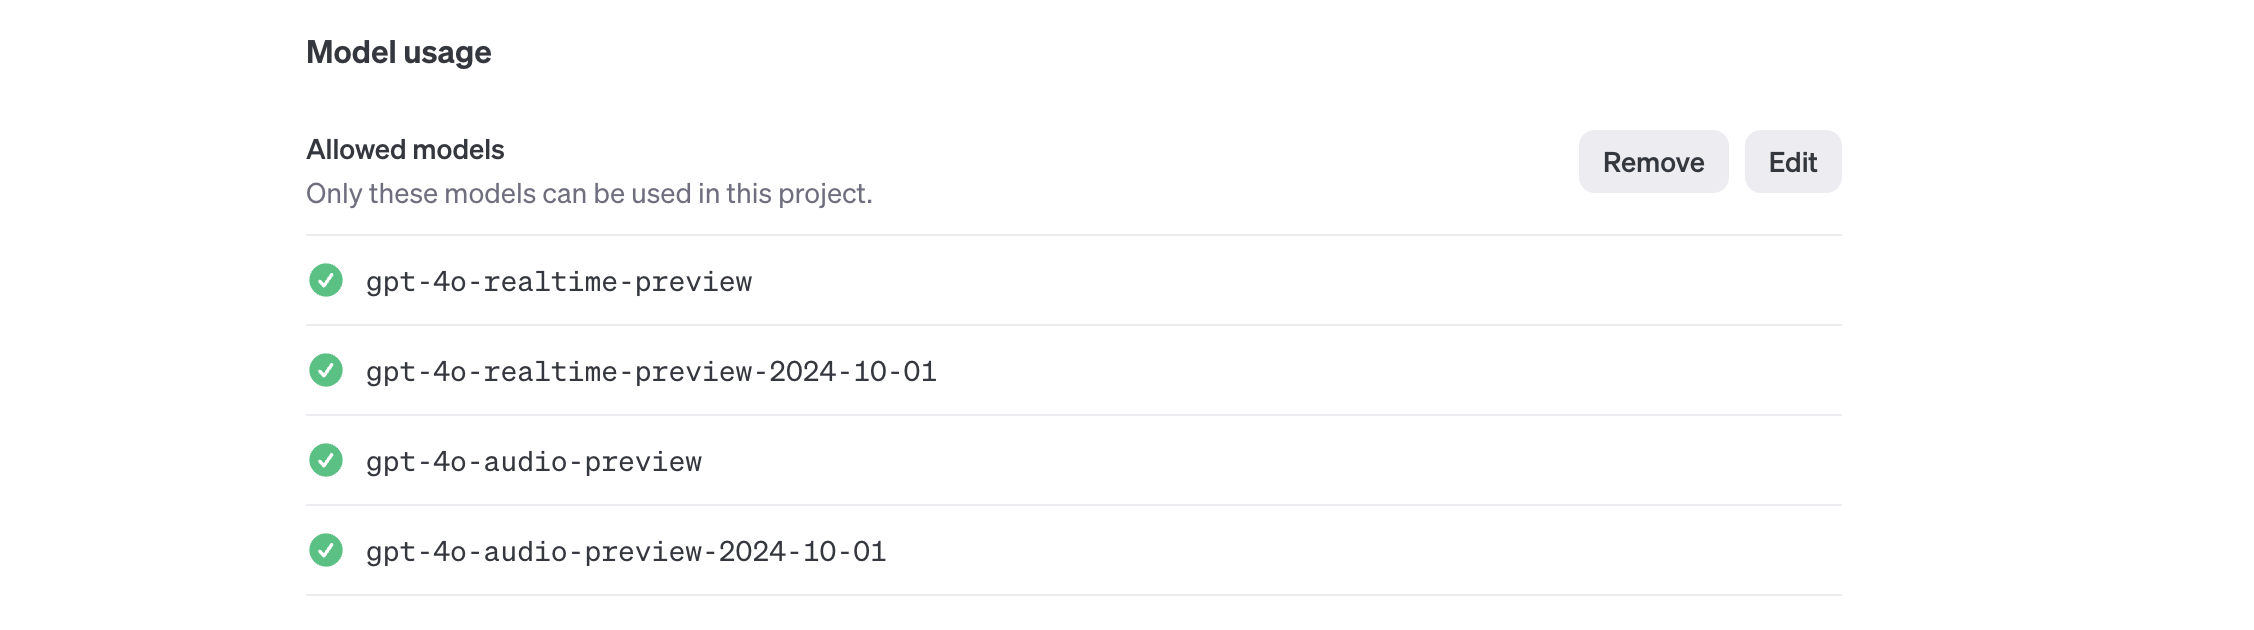 Model usage
Allowed models
Remove
Edit
Only these models can be used in this project.
gpt-4o-realtime-preview
gpt-4o-realtime-preview-2024-10-01
gpt-4o-audio-preview
gpt-4o-audio-preview-2024-10-01